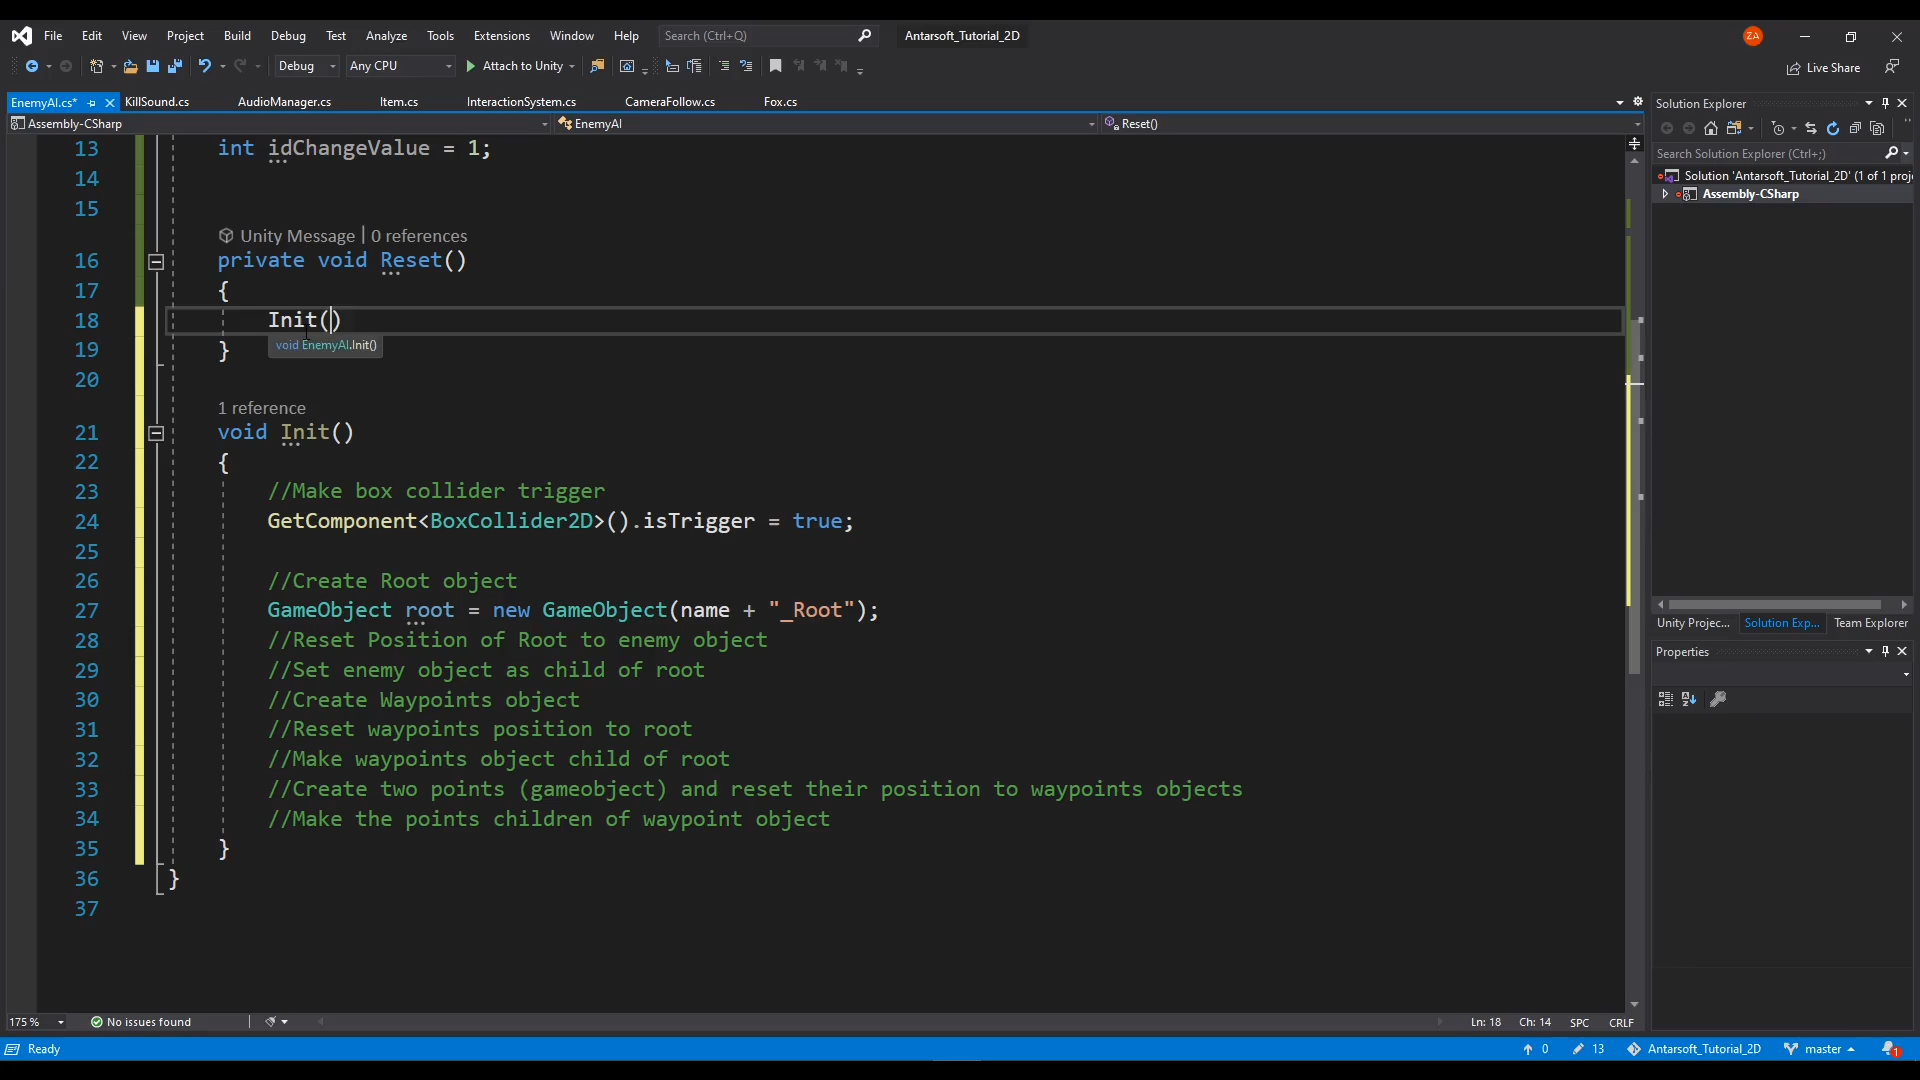 File Edit View Project Build Debug Test Analyze Tools Extensions Window Help Search (Ctrl+Q) Antarsoft_Tutorial_2D ZA
Debug Any CPU Attach to Unity Live Share
EnemyAI.cs* KillSound.cs AudioManager.cs Item.cs InteractionSystem.cs CameraFollow.cs Fox.cs
Assembly-CSharp EnemyAI Reset()
13 int idChangeValue = 1;
14
15
Unity Message | 0 references
16 private void Reset()
17 {
18 Init()
void EnemyAI.Init()
19 }
20
1 reference
21 void Init()
22 {
23 //Make box collider trigger
24 GetComponent<BoxCollider2D>().isTrigger = true;
25
26 //Create Root object
27 GameObject root = new GameObject(name + "_Root");
28 //Reset Position of Root to enemy object
29 //Set enemy object as child of root
30 //Create Waypoints object
31 //Reset waypoints position to root
32 //Make waypoints object child of root
33 //Create two points (gameobject) and reset their position to waypoints objects
34 //Make the points children of waypoint object
35 }
36 }
37
175 % No issues found Ln: 18 Ch: 14 SPC CRLF
Solution Explorer
Search Solution Explorer (Ctrl+;)
Solution 'Antarsoft_Tutorial_2D' (1 of 1 proje
Assembly-CSharp
Unity Projec... Solution Exp... Team Explorer
Properties
Ready 0 13 Antarsoft_Tutorial_2D master 1